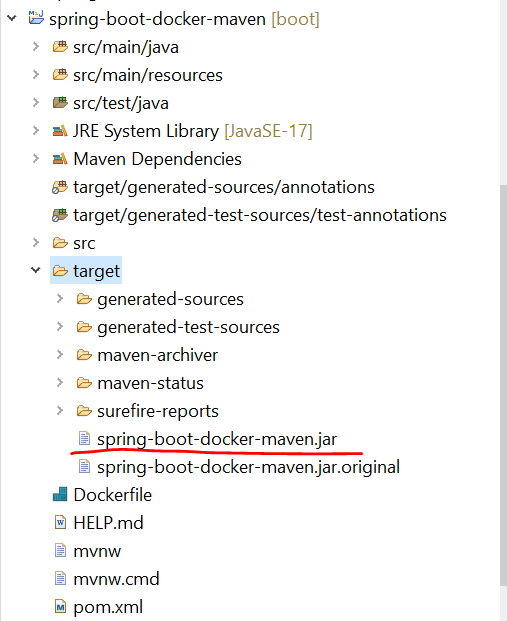 spring-boot-docker-maven [boot]
src/main/java
src/main/resources
src/test/java
JRE System Library [JavaSE-17]
Maven Dependencies
target/generated-sources/annotations
target/generated-test-sources/test-annotations
src
target
generated-sources
generated-test-sources
maven-archiver
maven-status
surefire-reports
spring-boot-docker-maven.jar
spring-boot-docker-maven.jar.original
Dockerfile
HELP.md
mvnw
mvnw.cmd
pom.xml